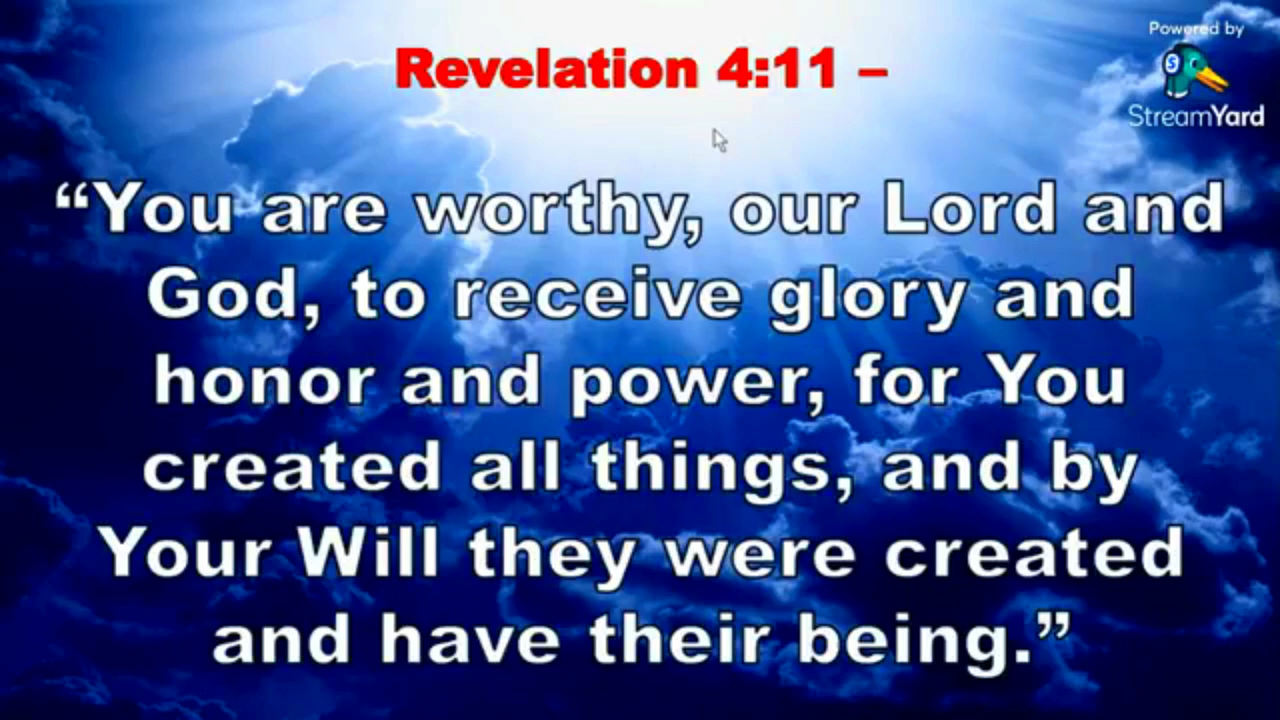 Revelation 4:11 –
Powered by
StreamYard
“You are worthy, our Lord and
God, to receive glory and
honor and power, for You
created all things, and by
Your Will they were created
and have their being.”